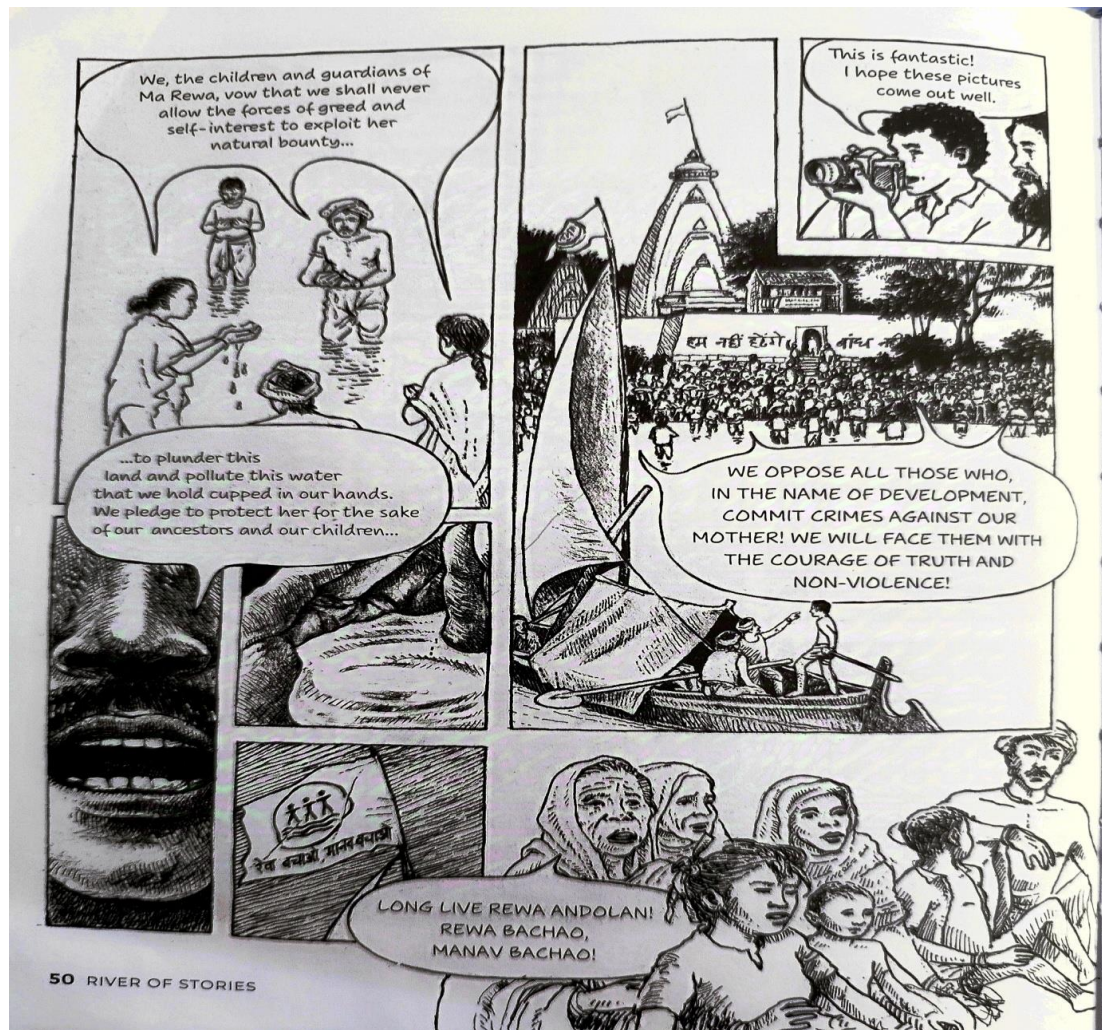 We, the children and guardians of
Ma Rewa, vow that we shall never
allow the forces of greed and
self-interest to exploit her
natural bounty...
...to plunder this
land and pollute this water
that we hold cupped in our hands.
We pledge to protect her for the sake
of our ancestors and our children...
This is fantastic!
I hope these pictures
come out well.
हम नहीं हटेंगे
बांध
WE OPPOSE ALL THOSE WHO,
IN THE NAME OF DEVELOPMENT,
COMMIT CRIMES AGAINST OUR
MOTHER! WE WILL FACE THEM WITH
THE COURAGE OF TRUTH AND
NON-VIOLENCE!
रेवा बचाओ मानव बचाओ
LONG LIVE REWA ANDOLAN!
REWA BACHAO,
MANAV BACHAO!
50 RIVER OF STORIES